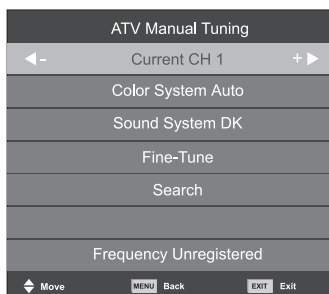 ATV Manual Tuning
- Current CH 1 +
Color System Auto
Sound System DK
Fine-Tune
Search
Frequency Unregistered
Move MENU Back EXIT Exit